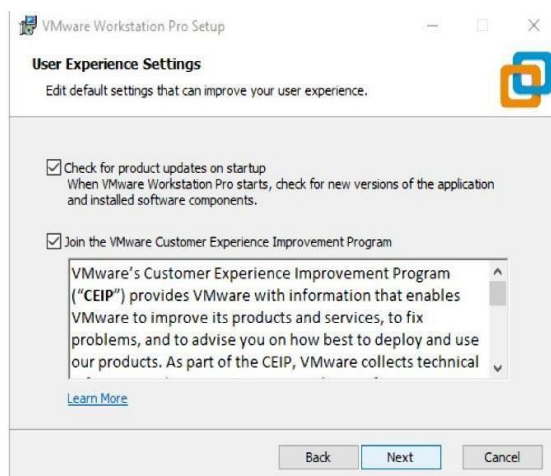 VMware Workstation Pro Setup
User Experience Settings
Edit default settings that can improve your user experience.
Check for product updates on startup
When VMware Workstation Pro starts, check for new versions of the application
and installed software components.
Join the VMware Customer Experience Improvement Program
VMware's Customer Experience Improvement Program
("CEIP") provides VMware with information that enables
VMware to improve its products and services, to fix
problems, and to advise you on how best to deploy and use
our products. As part of the CEIP, VMware collects technical
Learn More
Back Next Cancel